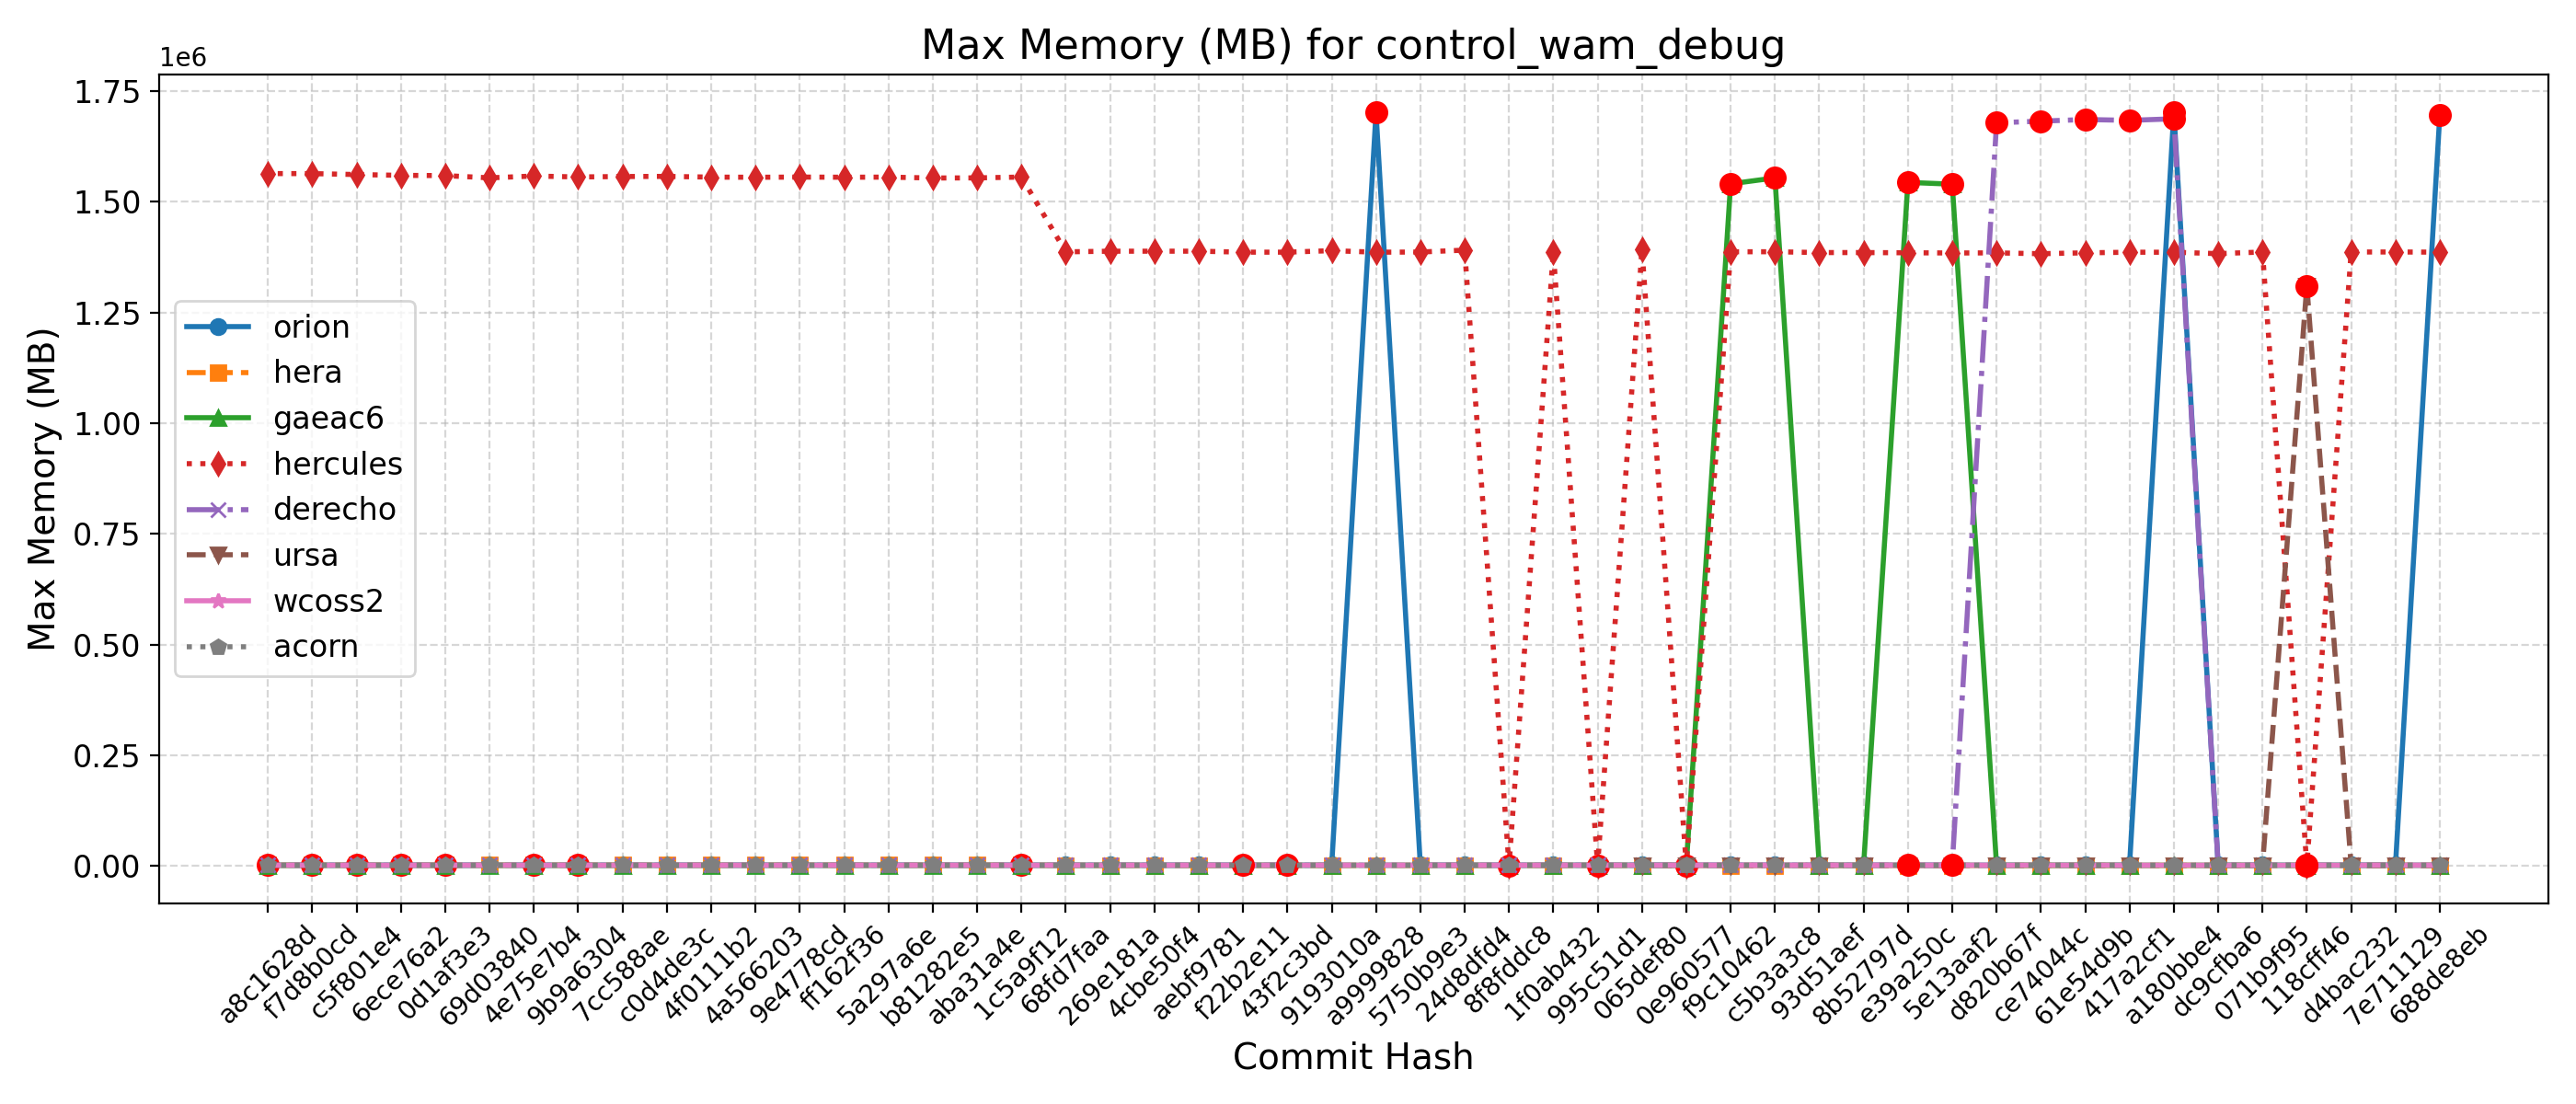 Max Memory (MB) for control_wam_debug
1e6
1.75
1.50
1.25
1.00
0.75
0.50
0.25
0.00
Max Memory (MB)
orion
hera
gaeac6
hercules
derecho
ursa
wcoss2
acorn
a8c1628d
f7d8b0cd
c5f801e4
6ece76a2
0d1af3e3
69d03840
4e75e7b4
9b9a6304
7cc588ae
c0d4de3c
4f0111b2
4a566203
9e4778cd
ff162f36
5a297a6e
b81282e5
aba31a4e
1c5a9f12
68fd7faa
269e181a
4cbe50f4
aebf9781
f22b2e11
43f2c3bd
9193010a
a9999828
5750b9e3
24d8dfd4
8f8fddc8
1f0ab432
995c51d1
065def80
0e960577
f9c10462
c5b3a3c8
93d51aef
8b52797d
e39a250c
5e13aaf2
d820b67f
ce74044c
61e54d9b
417a2cf1
a180bbe4
dc9cfba6
071b9f95
118cff46
d4bac232
7e711129
688de8eb
Commit Hash